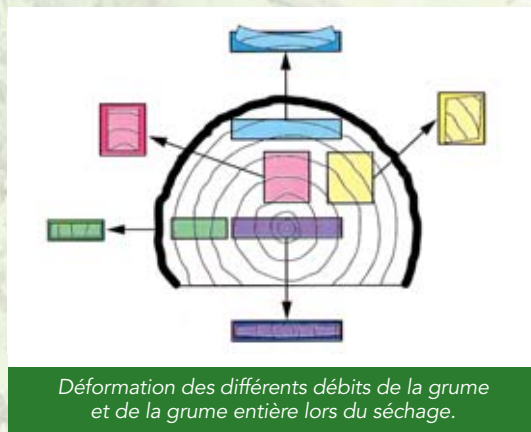 Déformation des différents débits de la grume
et de la grume entière lors du séchage.